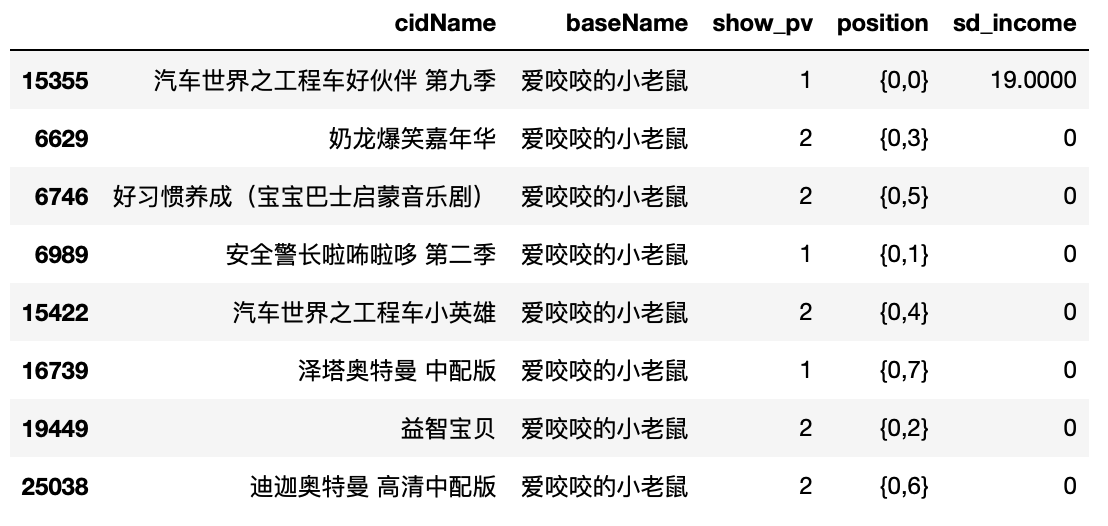 cidName baseName show_pv position sd_income
15355 汽车世界之工程车好伙伴 第九季 爱咬咬的小老鼠 1 {0,0} 19.0000
6629 奶龙爆笑嘉年华 爱咬咬的小老鼠 2 {0,3} 0
6746 好习惯养成（宝宝巴士启蒙音乐剧） 爱咬咬的小老鼠 2 {0,5} 0
6989 安全警长啦咘啦哆 第二季 爱咬咬的小老鼠 1 {0,1} 0
15422 汽车世界之工程车小英雄 爱咬咬的小老鼠 2 {0,4} 0
16739 泽塔奥特曼 中配版 爱咬咬的小老鼠 1 {0,7} 0
19449 益智宝贝 爱咬咬的小老鼠 2 {0,2} 0
25038 迪迦奥特曼 高清中配版 爱咬咬的小老鼠 2 {0,6} 0